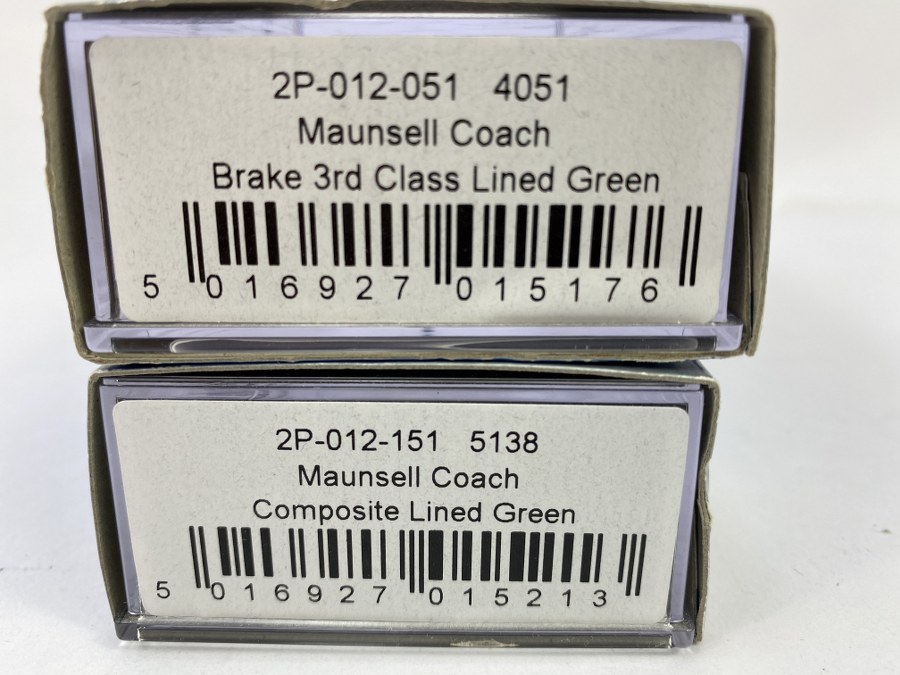 2P-012-051 4051
Maunsell Coach
Brake 3rd Class Lined Green
5 016927 015176
2P-012-151 5138
Maunsell Coach
Composite Lined Green
5 016927 015213